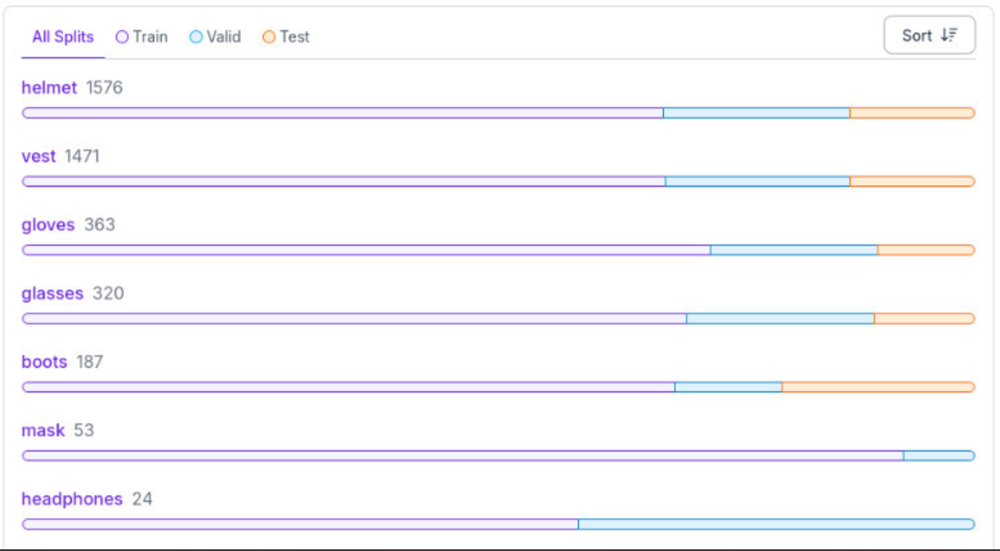 All Splits Train Valid Test Sort
helmet 1576
vest 1471
gloves 363
glasses 320
boots 187
mask 53
headphones 24